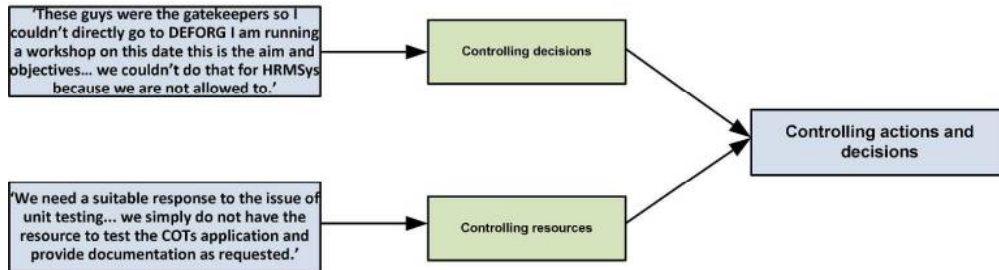 ‘These guys were the gatekeepers so I
couldn’t directly go to DEFORG I am running
a workshop on this date this is the aim and
objectives... we couldn’t do that for HRMSys
because we are not allowed to.’
Controlling decisions
Controlling actions and
decisions
‘We need a suitable response to the issue of
unit testing... we simply do not have the
resource to test the COTs application and
provide documentation as requested.’
Controlling resources